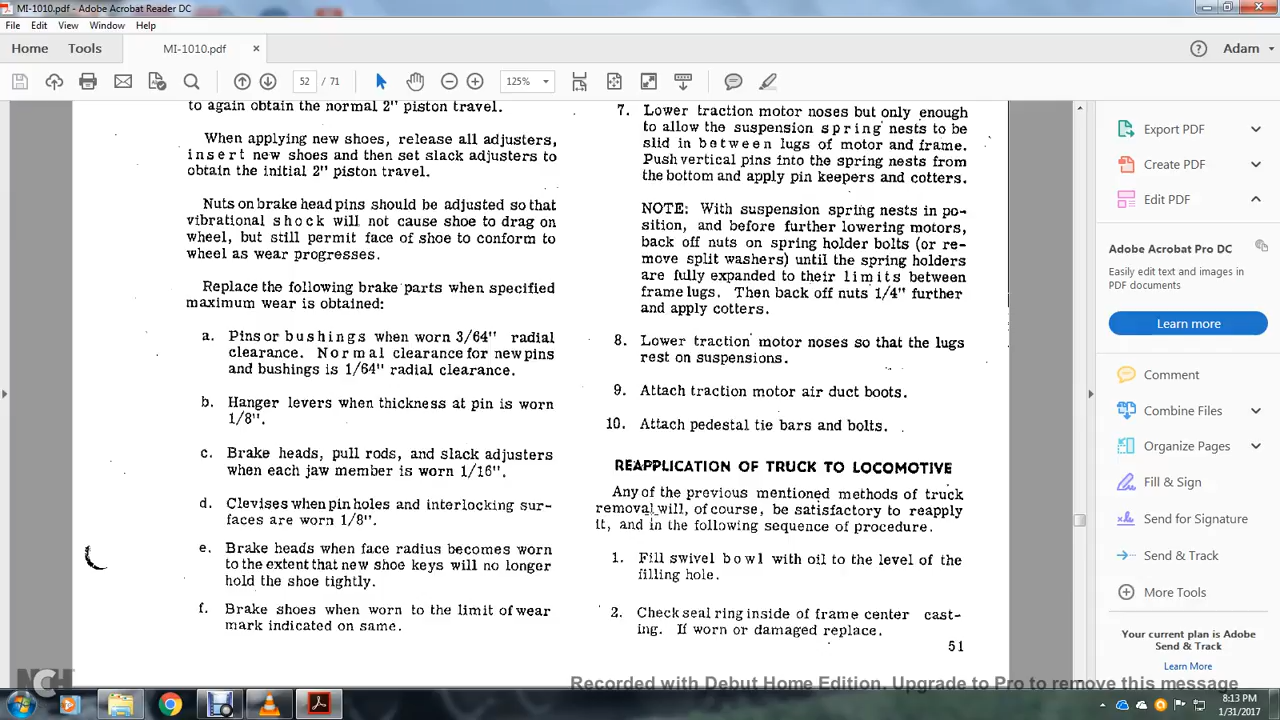 MI-1010.pdf - Adobe Acrobat Reader DC
File Edit View Window Help
Home Tools MI-1010.pdf × Adam
52 / 71 125%
to again obtain the normal 2" piston travel.
When applying new shoes, release all adjusters,
insert new shoes and then set slack adjusters to
obtain the initial 2" piston travel.
Nuts on brake head pins should be adjusted so that
vibrational shock will not cause shoe to drag on
wheel, but still permit face of shoe to conform to
wheel as wear progresses.
Replace the following brake parts when specified
maximum wear is obtained:
a. Pins or bushings when worn 3/64" radial
clearance. Normal clearance for new pins
and bushings is 1/64" radial clearance.
b. Hanger levers when thickness at pin is worn
1/8".
c. Brake heads, pull rods, and slack adjusters
when each jaw member is worn 1/16".
d. Clevises when pin holes and interlocking sur-
faces are worn 1/8".
e. Brake heads when face radius becomes worn
to the extent that new shoe keys will no longer
hold the shoe tightly.
f. Brake shoes when worn to the limit of wear
mark indicated on same.
7. Lower traction motor noses but only enough
to allow the suspension spring nests to be
slid in between lugs of motor and frame.
Push vertical pins into the spring nests from
the bottom and apply pin keepers and cotters.
NOTE: With suspension spring nests in po-
sition, and before further lowering motors,
back off nuts on spring holder bolts (or re-
move split washers) until the spring holders
are fully expanded to their limits between
frame lugs. Then back off nuts 1/4" further
and apply cotters.
8. Lower traction motor noses so that the lugs
rest on suspensions.
9. Attach traction motor air duct boots.
10. Attach pedestal tie bars and bolts.
REAPPLICATION OF TRUCK TO LOCOMOTIVE
Any of the previous mentioned methods of truck
removal will, of course, be satisfactory to reapply
it, and in the following sequence of procedure.
1. Fill swivel bowl with oil to the level of the
filling hole.
2. Check seal ring inside of frame center cast-
ing. If worn or damaged replace.
51
Export PDF
Create PDF
Edit PDF
Adobe Acrobat Pro DC
Easily edit text and images in
PDF documents
Learn more
Comment
Combine Files
Organize Pages
Fill & Sign
Send for Signature
Send & Track
More Tools
Your current plan is Adobe
Send & Track
Learn More
NCH
Recorded with Debut Home Edition. Upgrade to Pro to remove this message
8:13 PM
1/31/2017